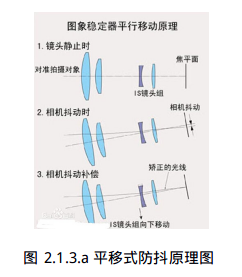 图象稳定器平行移动原理
1. 镜头静止时
焦平面
对准拍摄对象
IS镜头组
相机抖动
2. 相机抖动时
3. 相机抖动补偿
矫正的光线
IS镜头组向下移动
图 2.1.3.a 平移式防抖原理图